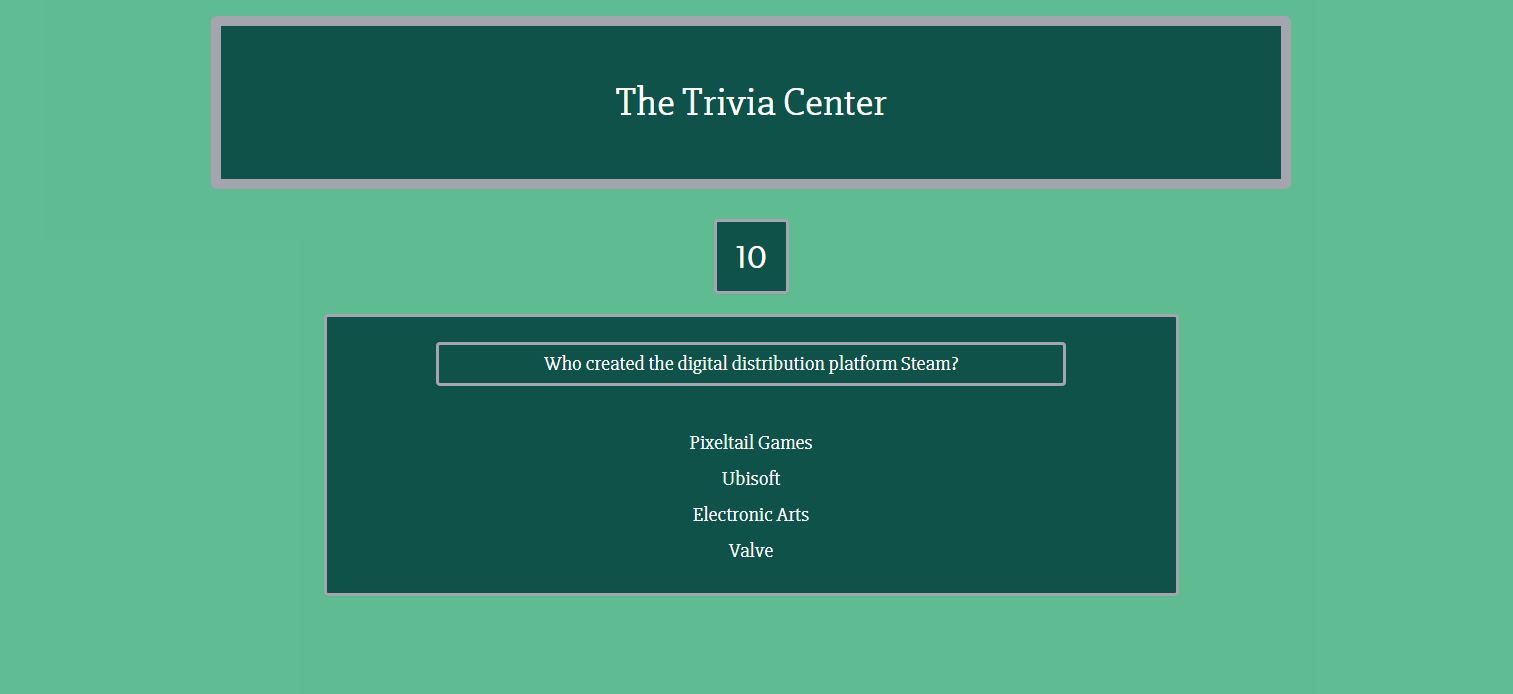 The Trivia Center
10
Who created the digital distribution platform Steam?
Pixeltail Games
Ubisoft
Electronic Arts
Valve